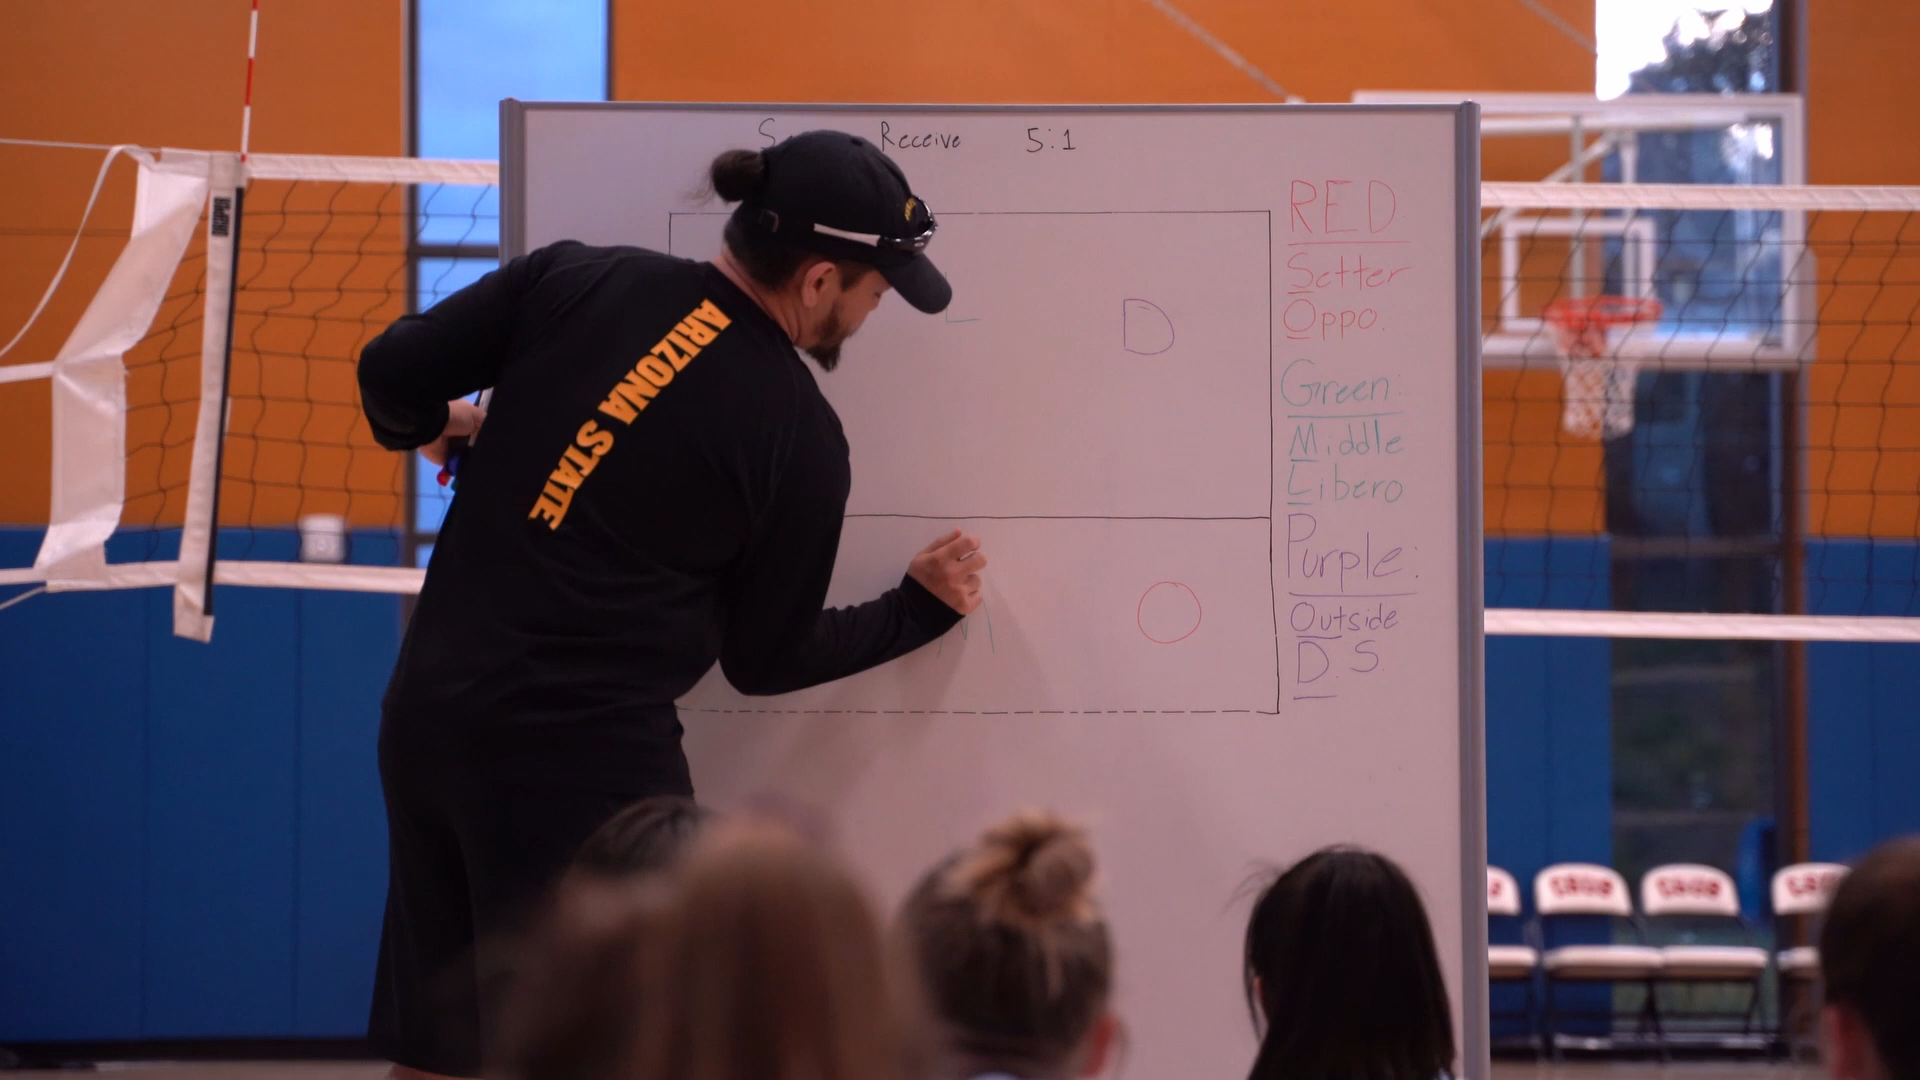 Receive 5:1
RED
Setter
Oppo.
Green:
Middle
Libero
Purple:
Outside
D.S.
L
D
M
O
ARIZONA STATE